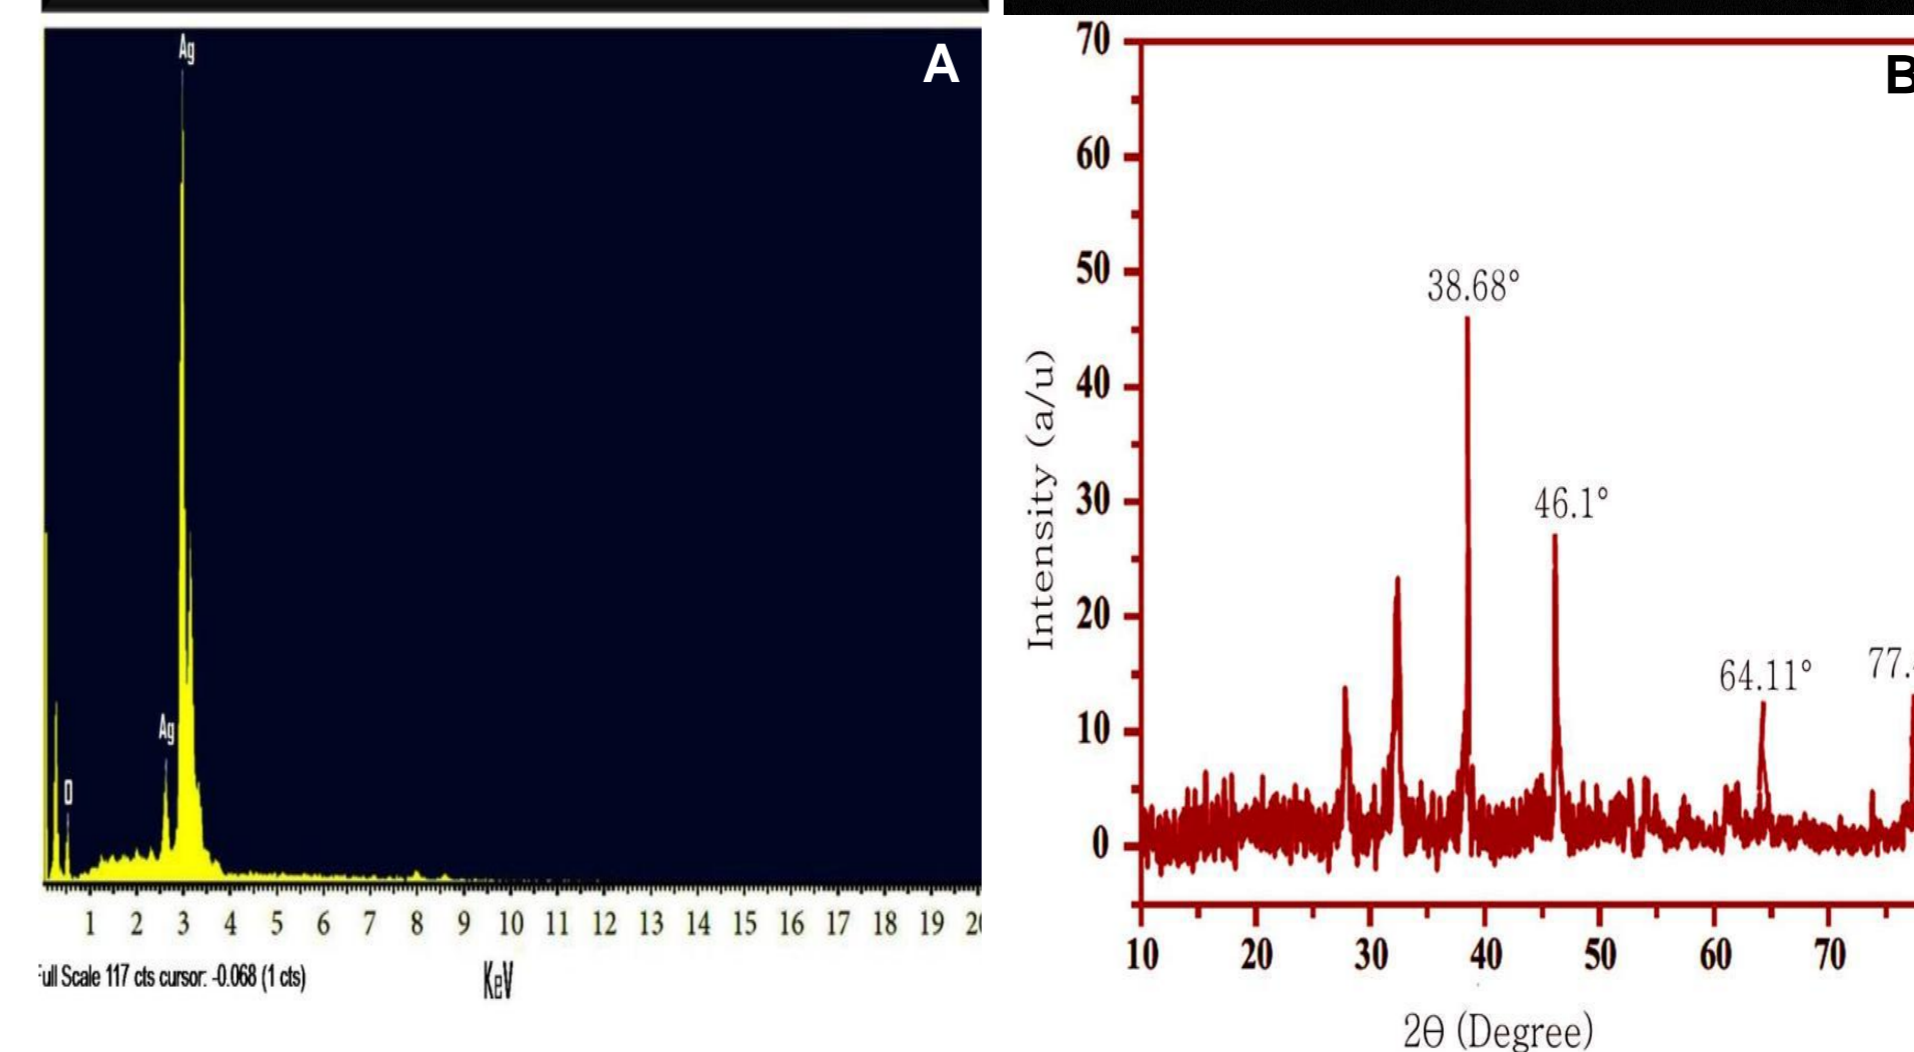 Ag
A
Ag
O
1 2 3 4 5 6 7 8 9 10 11 12 13 14 15 16 17 18 19 20
Full Scale 117 cts cursor: -0.068 (1 cts)
KeV
B
70
60
50
40
30
20
10
0
Intensity (a/u)
38.68°
46.1°
64.11°
77.
10 20 30 40 50 60 70
2θ (Degree)